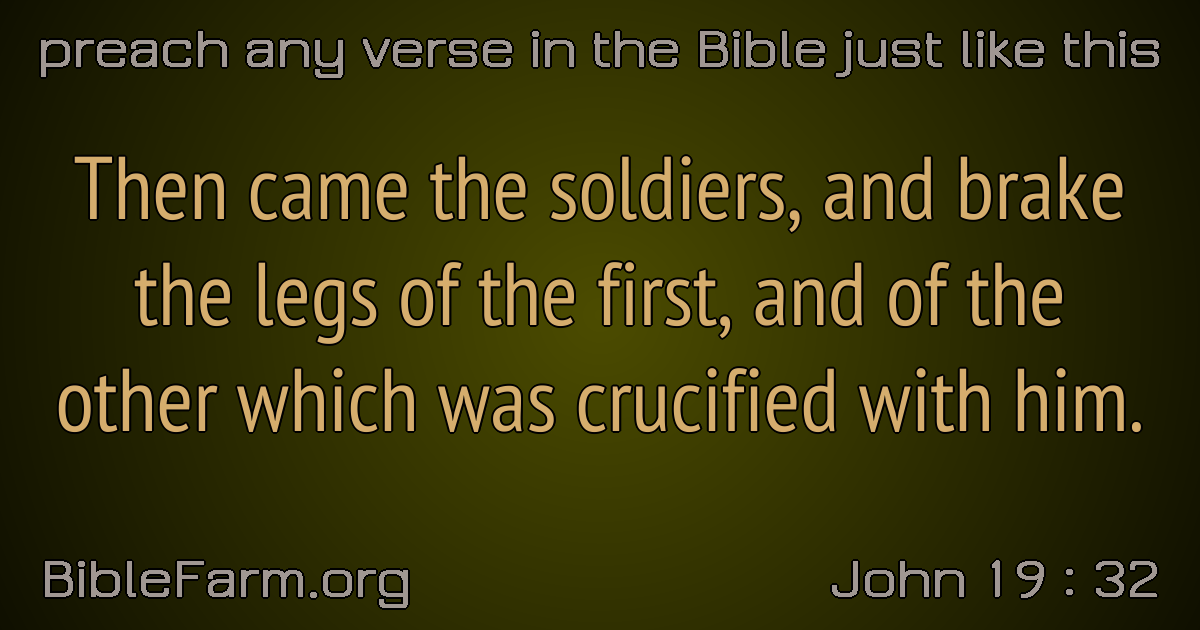 preach any verse in the Bible just like this
Then came the soldiers, and brake
the legs of the first, and of the
other which was crucified with him.
BibleFarm.org
John 19 : 32